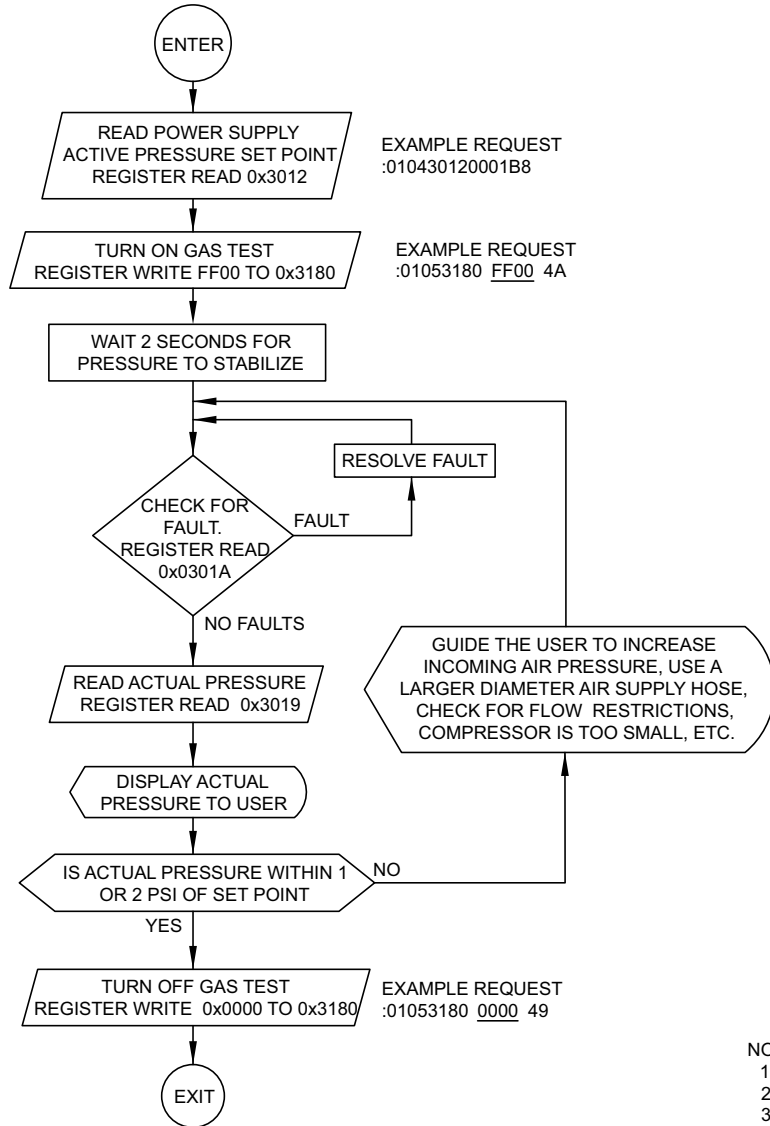 ENTER
READ POWER SUPPLY
ACTIVE PRESSURE SET POINT
REGISTER READ 0x3012
EXAMPLE REQUEST
:010430120001B8
TURN ON GAS TEST
REGISTER WRITE FF00 TO 0x3180
EXAMPLE REQUEST
:01053180 FF00 4A
WAIT 2 SECONDS FOR
PRESSURE TO STABILIZE
RESOLVE FAULT
CHECK FOR
FAULT.
REGISTER READ
0x0301A
FAULT
NO FAULTS
GUIDE THE USER TO INCREASE
INCOMING AIR PRESSURE, USE A
LARGER DIAMETER AIR SUPPLY HOSE,
CHECK FOR FLOW RESTRICTIONS,
COMPRESSOR IS TOO SMALL, ETC.
READ ACTUAL PRESSURE
REGISTER READ 0x3019
DISPLAY ACTUAL
PRESSURE TO USER
IS ACTUAL PRESSURE WITHIN 1
OR 2 PSI OF SET POINT
NO
YES
TURN OFF GAS TEST
REGISTER WRITE 0x0000 TO 0x3180
EXAMPLE REQUEST
:01053180 0000 49
EXIT
NO
1
2
3